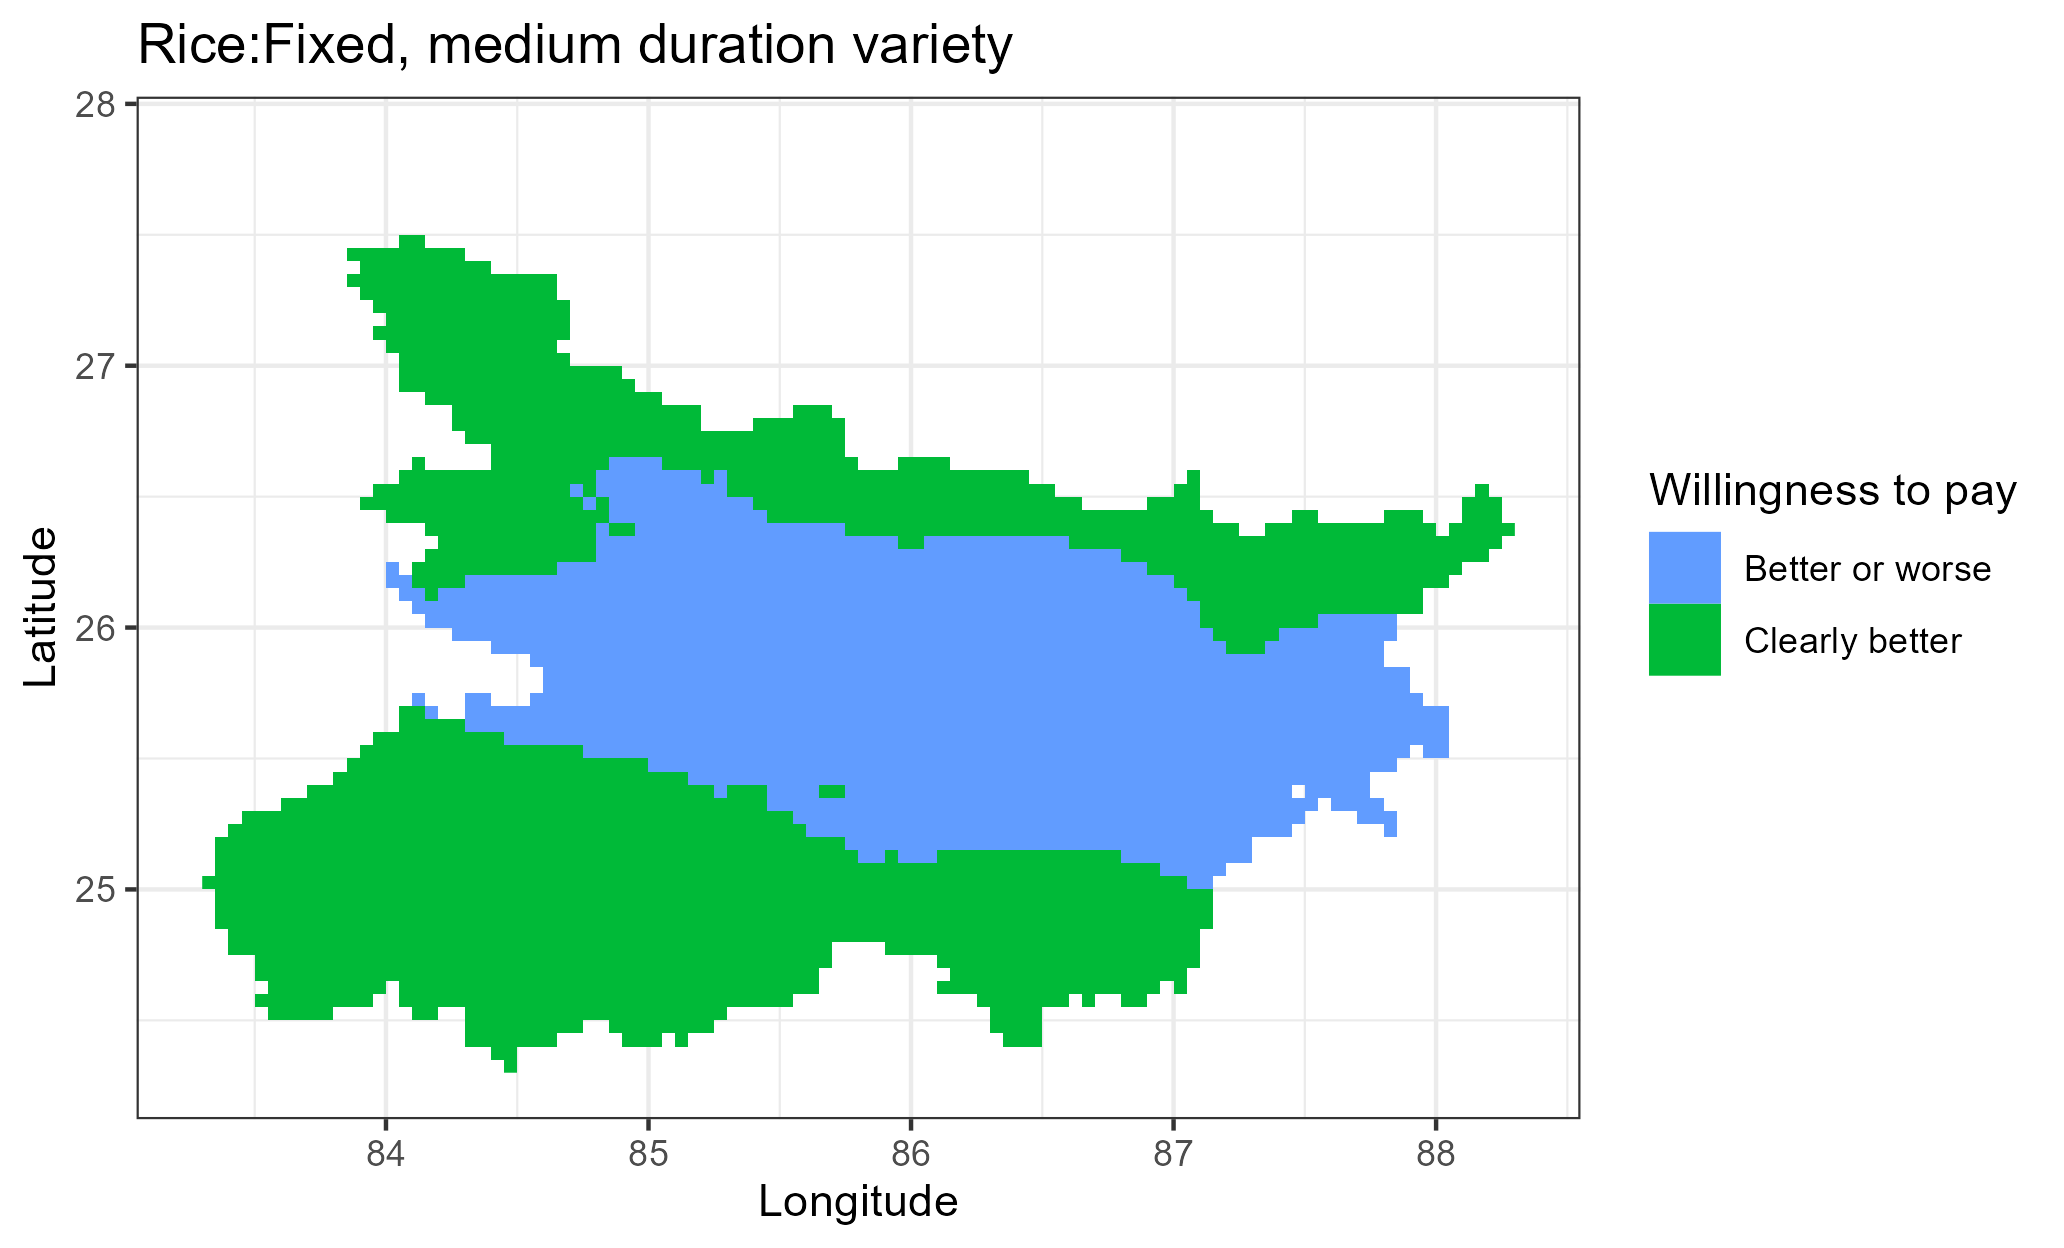 Rice:Fixed, medium duration variety
28
27
26
25
Latitude
84 85 86 87 88
Longitude
Willingness to pay
Better or worse
Clearly better